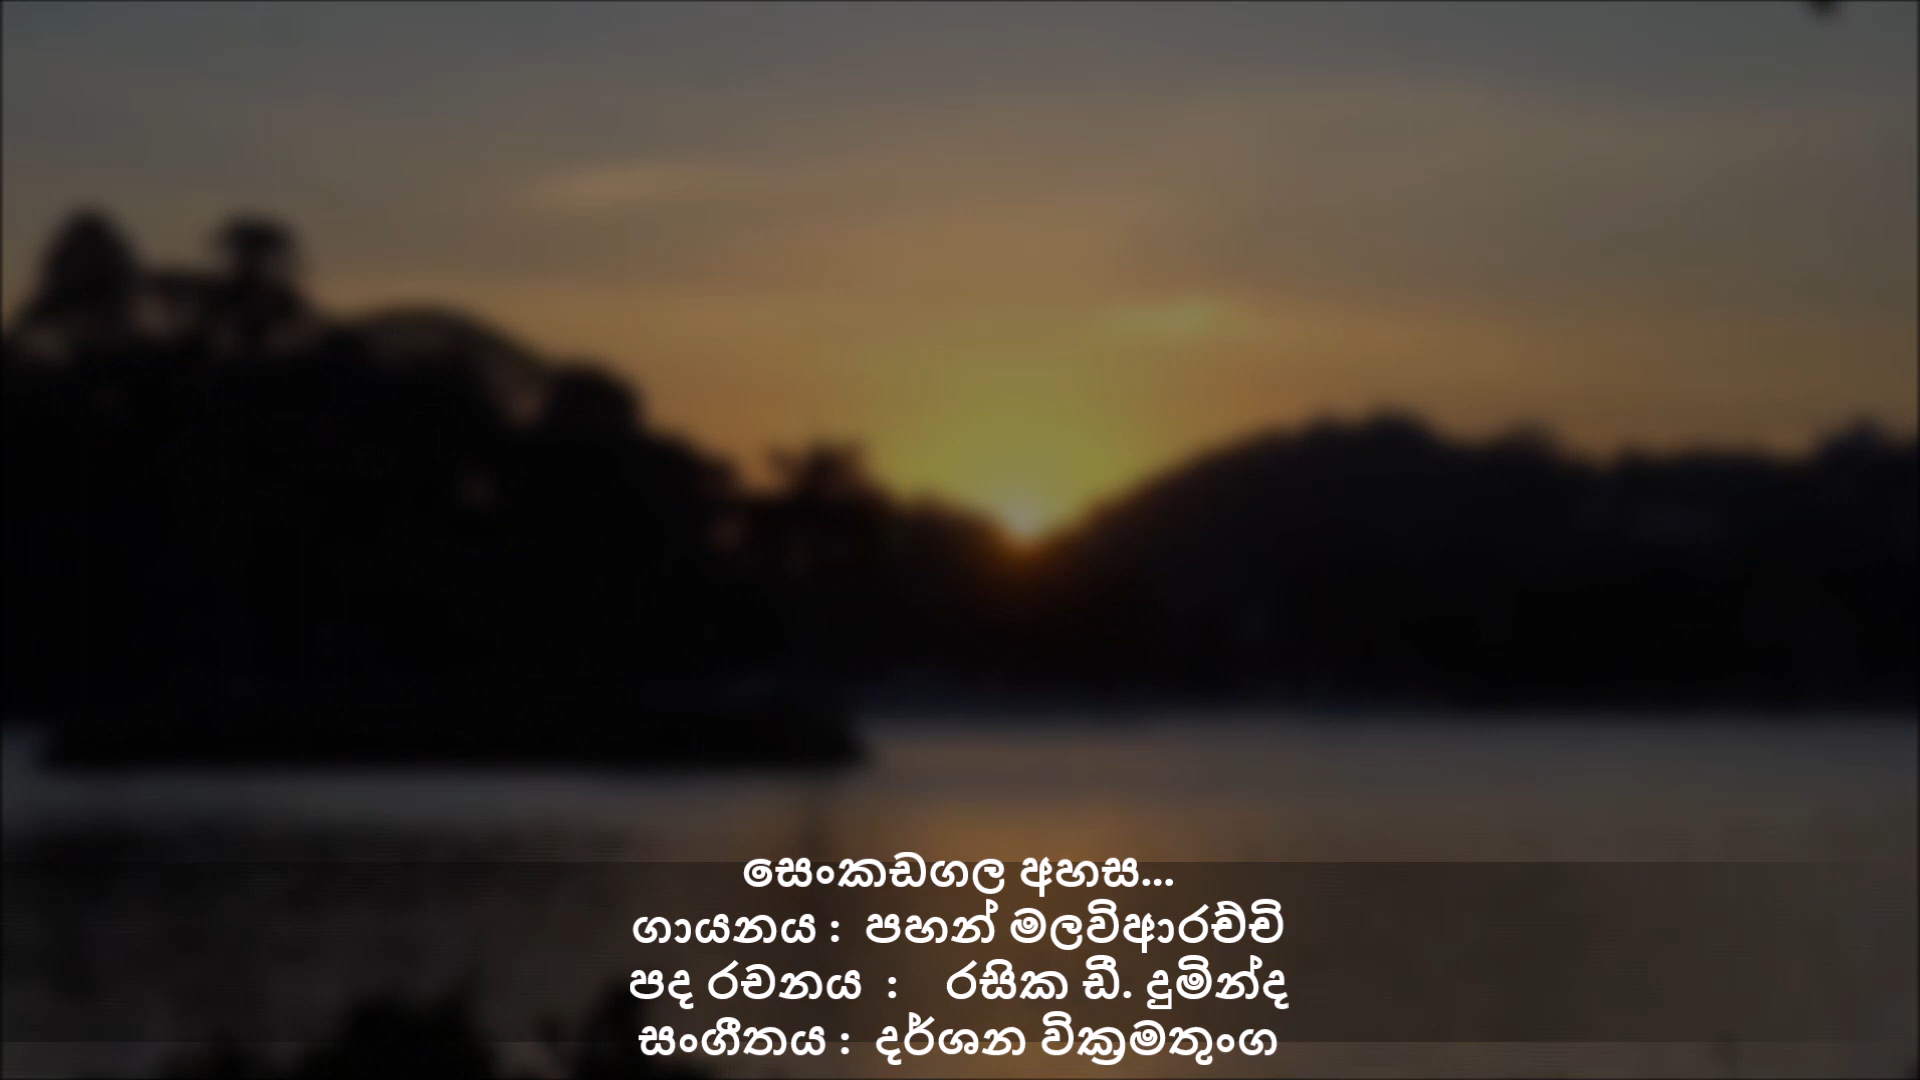 සෙංකඩගල අහස...
ගායනය : පහන් මලවිආරච්චි
පද රචනය : රසික ඩී. දුමින්ද
සංගීතය : දර්ශන වික්‍රමතුංග